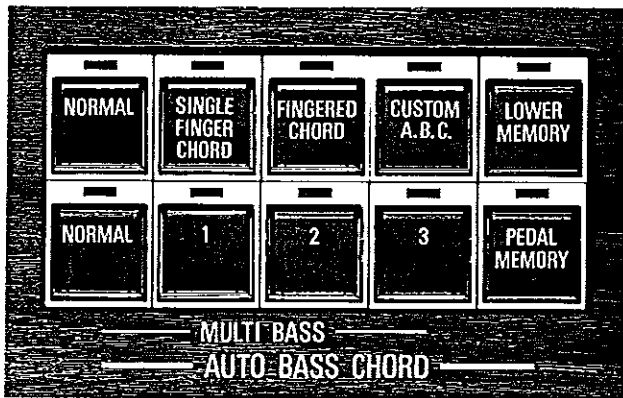 NORMAL
SINGLE
FINGER
CHORD
FINGERED
CHORD
CUSTOM
A.B.C.
LOWER
MEMORY
NORMAL
1
2
3
PEDAL
MEMORY
MULTI BASS
AUTO BASS CHORD